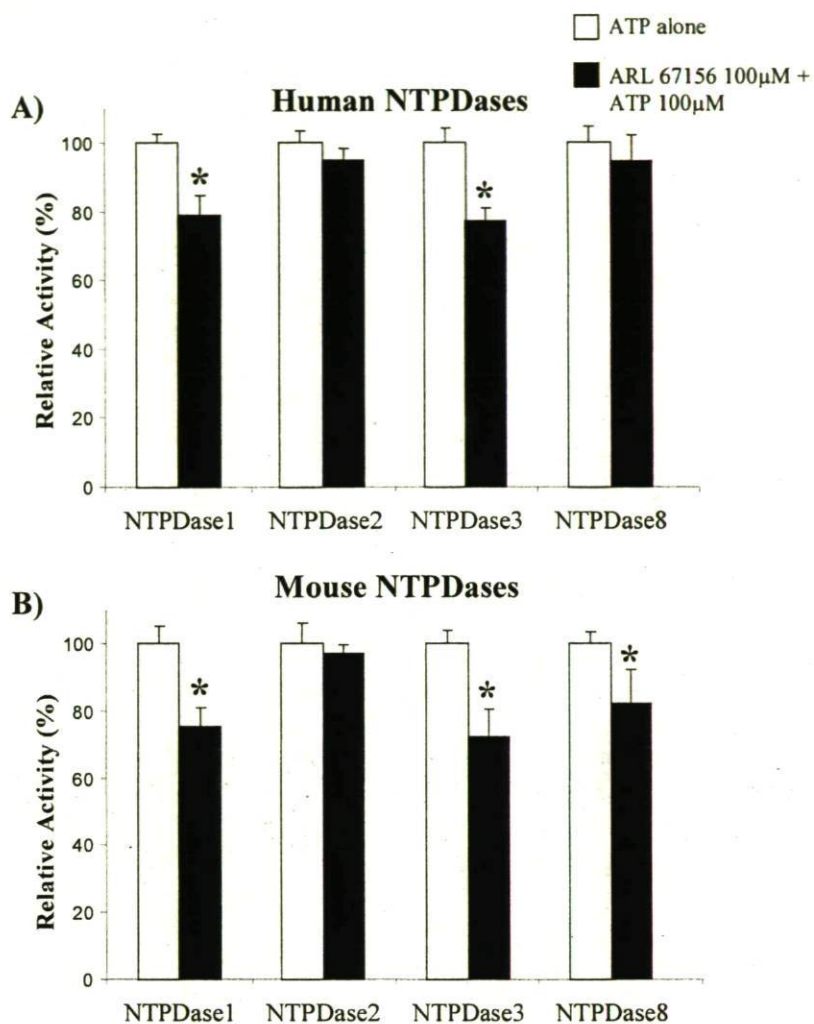 ATP alone
ARL 67156 100µM +
ATP 100µM
A)
Human NTPDases
Relative Activity (%)
100
80
60
40
20
0
*
*
NTPDase1 NTPDase2 NTPDase3 NTPDase8
B)
Mouse NTPDases
Relative Activity (%)
100
80
60
40
20
0
*
*
*
NTPDase1 NTPDase2 NTPDase3 NTPDase8